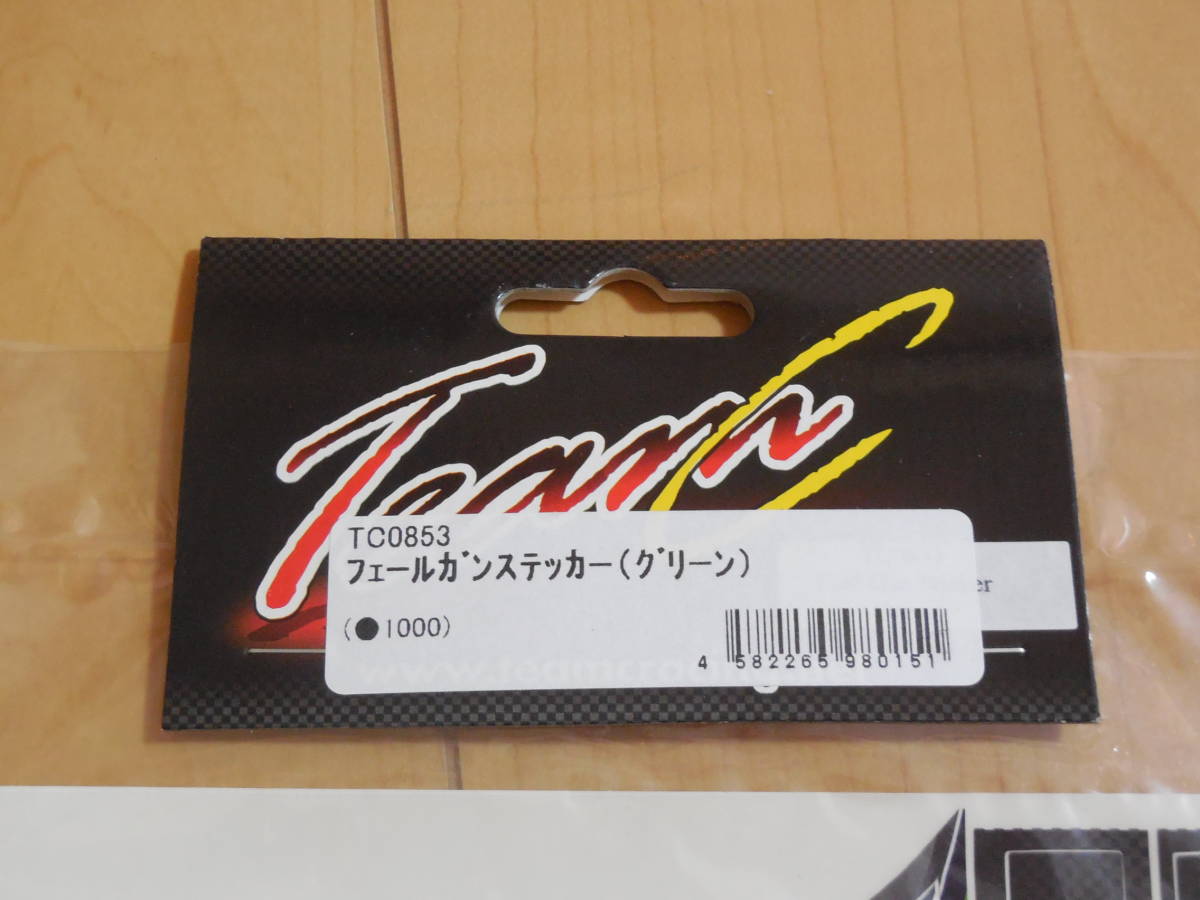 Team C
TC0853
フェールガンステッカー(グリーン)
(●1000)
4 582265 980151